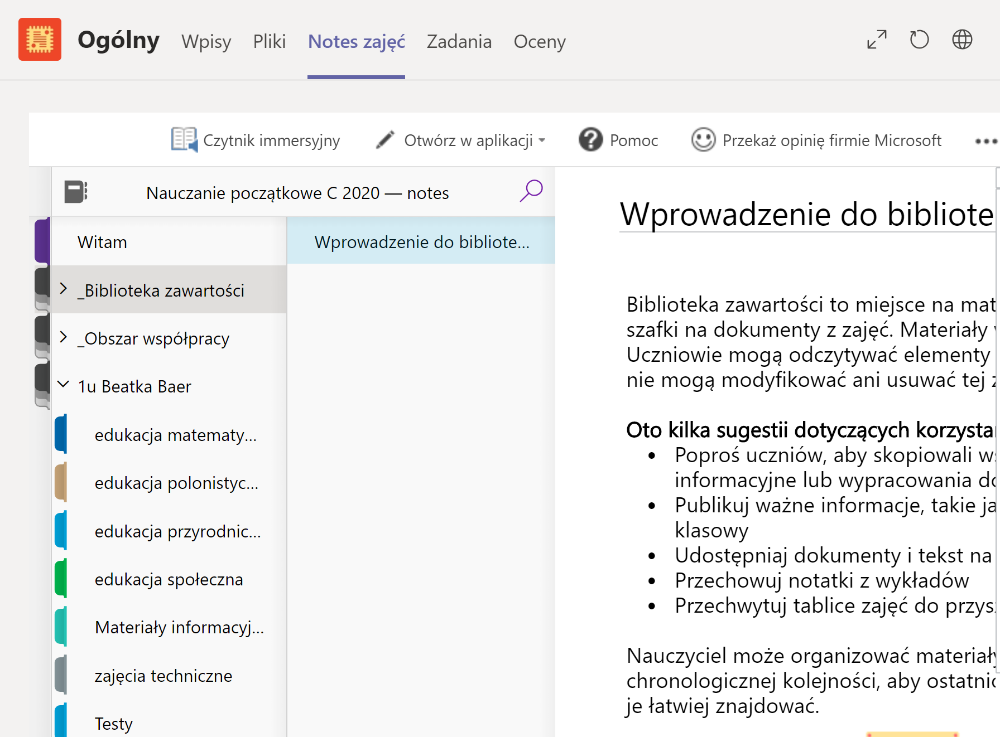 Ogólny Wpisy Pliki Notes zajęć Zadania Oceny
Czytnik immersyjny Otwórz w aplikacji Pomoc Przekaż opinię firmie Microsoft
Nauczanie początkowe C 2020 — notes
Witam
_Biblioteka zawartości
_Obszar współpracy
1u Beatka Baer
edukacja matematy...
edukacja polonistyc...
edukacja przyrodnic...
edukacja społeczna
Materiały informacyj...
zajęcia techniczne
Testy
Wprowadzenie do bibliote...
Wprowadzenie do bibliote
Biblioteka zawartości to miejsce na mat
szafki na dokumenty z zajęć. Materiały
Uczniowie mogą odczytywać elementy
nie mogą modyfikować ani usuwać tej
Oto kilka sugestii dotyczących korzysta
• Poproś uczniów, aby skopiowali
informacyjne lub wypracowania
• Publikuj ważne informacje, takie
klasowy
• Udostępniaj dokumenty i tekst na
• Przechowuj notatki z wykładów
• Przechwytuj tablice zajęć do
Nauczyciel może organizować materiały
chronologicznej kolejności, aby
je łatwiej znajdować.